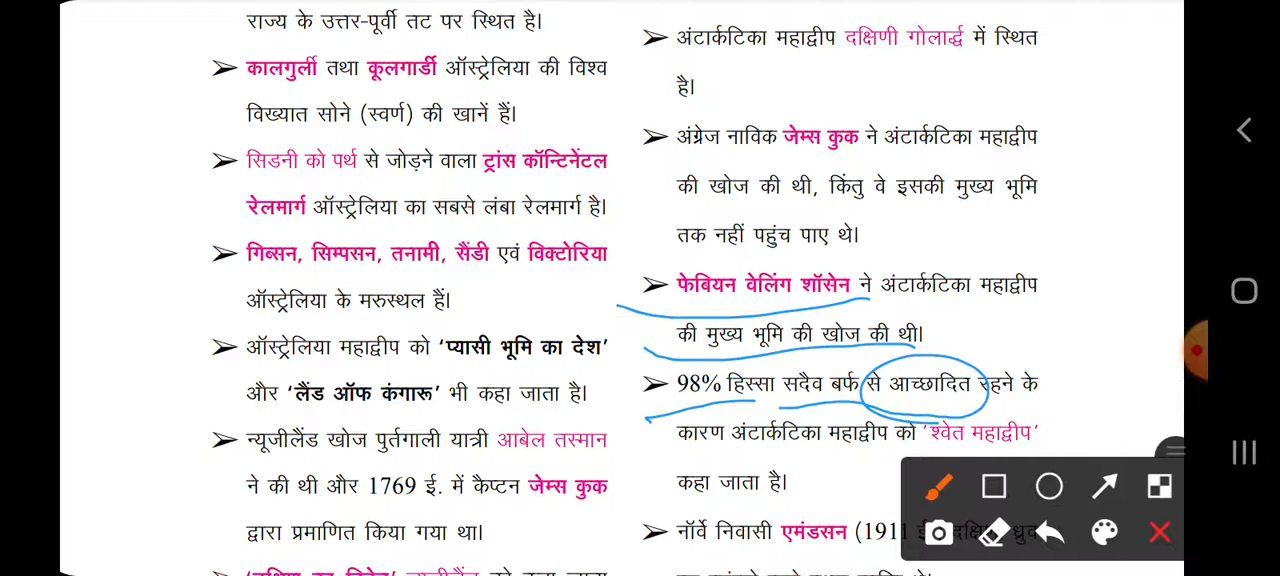 राज्य के उत्तर-पूर्वी तट पर स्थित है।
➢ कालगुर्ली तथा कूलगार्डी ऑस्ट्रेलिया की विश्व
विख्यात सोने (स्वर्ण) की खानें हैं।
➢ सिडनी को पर्थ से जोड़ने वाला ट्रांस कॉन्टिनेंटल
रेलमार्ग ऑस्ट्रेलिया का सबसे लंबा रेलमार्ग है।
➢ गिब्सन, सिम्पसन, तनामी, सैंडी एवं विक्टोरिया
ऑस्ट्रेलिया के मरुस्थल हैं।
➢ ऑस्ट्रेलिया महाद्वीप को ‘प्यासी भूमि का देश’
और ‘लैंड ऑफ कंगारू’ भी कहा जाता है।
➢ न्यूजीलैंड खोज पुर्तगाली यात्री आबेल तस्मान
ने की थी और 1769 ई. में कैप्टन जेम्स कुक
द्वारा प्रमाणित किया गया था।
➢ अंटार्कटिका महाद्वीप दक्षिणी गोलार्द्ध में स्थित
है।
➢ अंग्रेज नाविक जेम्स कुक ने अंटार्कटिका महाद्वीप
की खोज की थी, किंतु वे इसकी मुख्य भूमि
तक नहीं पहुंच पाए थे।
➢ फेबियन वेलिंग शॉसेन ने अंटार्कटिका महाद्वीप
की मुख्य भूमि की खोज की थी।
➢ 98% हिस्सा सदैव बर्फ से आच्छादित रहने के
कारण अंटार्कटिका महाद्वीप को ‘श्वेत महाद्वीप’
कहा जाता है।
➢ नॉर्वे निवासी एमंडसन (1911